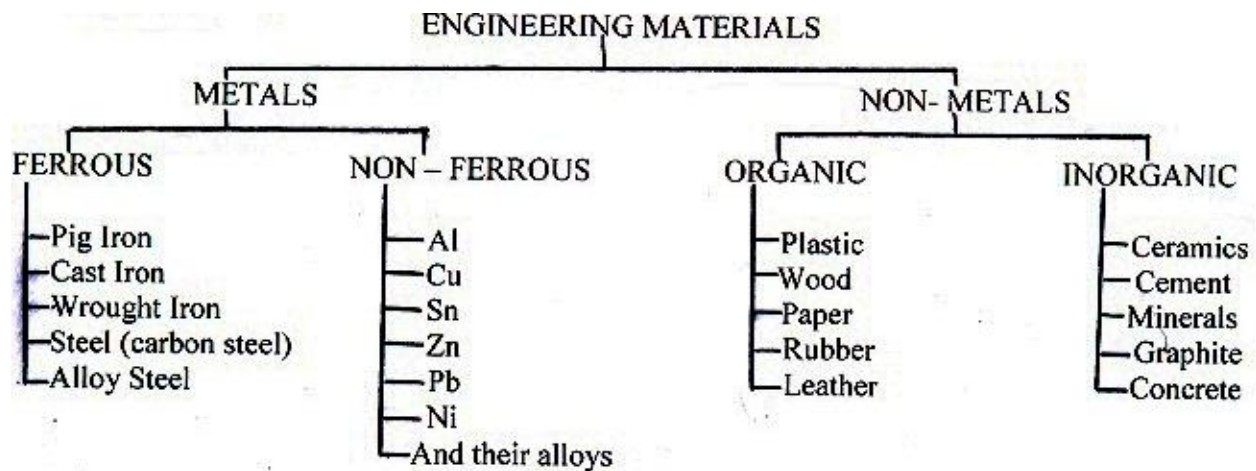 ENGINEERING MATERIALS
METALS
NON- METALS
FERROUS
NON – FERROUS
ORGANIC
INORGANIC
Pig Iron
Cast Iron
Wrought Iron
Steel (carbon steel)
Alloy Steel
Al
Cu
Sn
Zn
Pb
Ni
And their alloys
Plastic
Wood
Paper
Rubber
Leather
Ceramics
Cement
Minerals
Graphite
Concrete